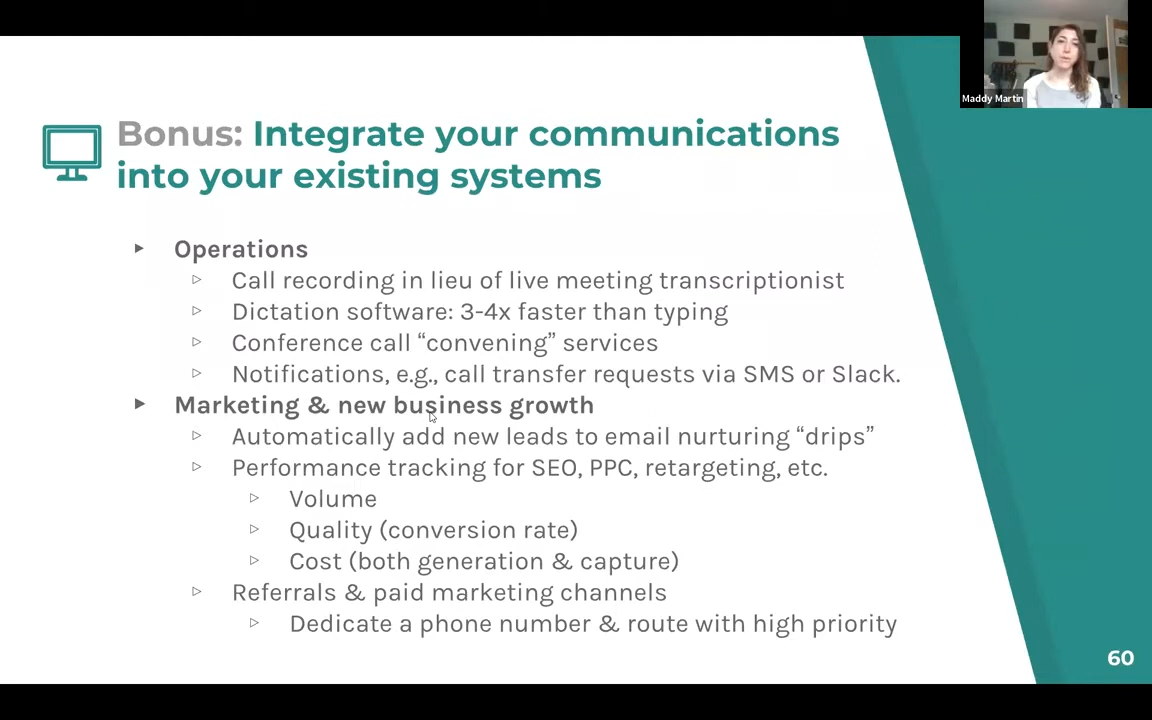 Maddy Martin
Bonus: Integrate your communications
into your existing systems
Operations
Call recording in lieu of live meeting transcriptionist
Dictation software: 3-4x faster than typing
Conference call “convening” services
Notifications, e.g., call transfer requests via SMS or Slack.
Marketing & new business growth
Automatically add new leads to email nurturing “drips”
Performance tracking for SEO, PPC, retargeting, etc.
Volume
Quality (conversion rate)
Cost (both generation & capture)
Referrals & paid marketing channels
Dedicate a phone number & route with high priority
60